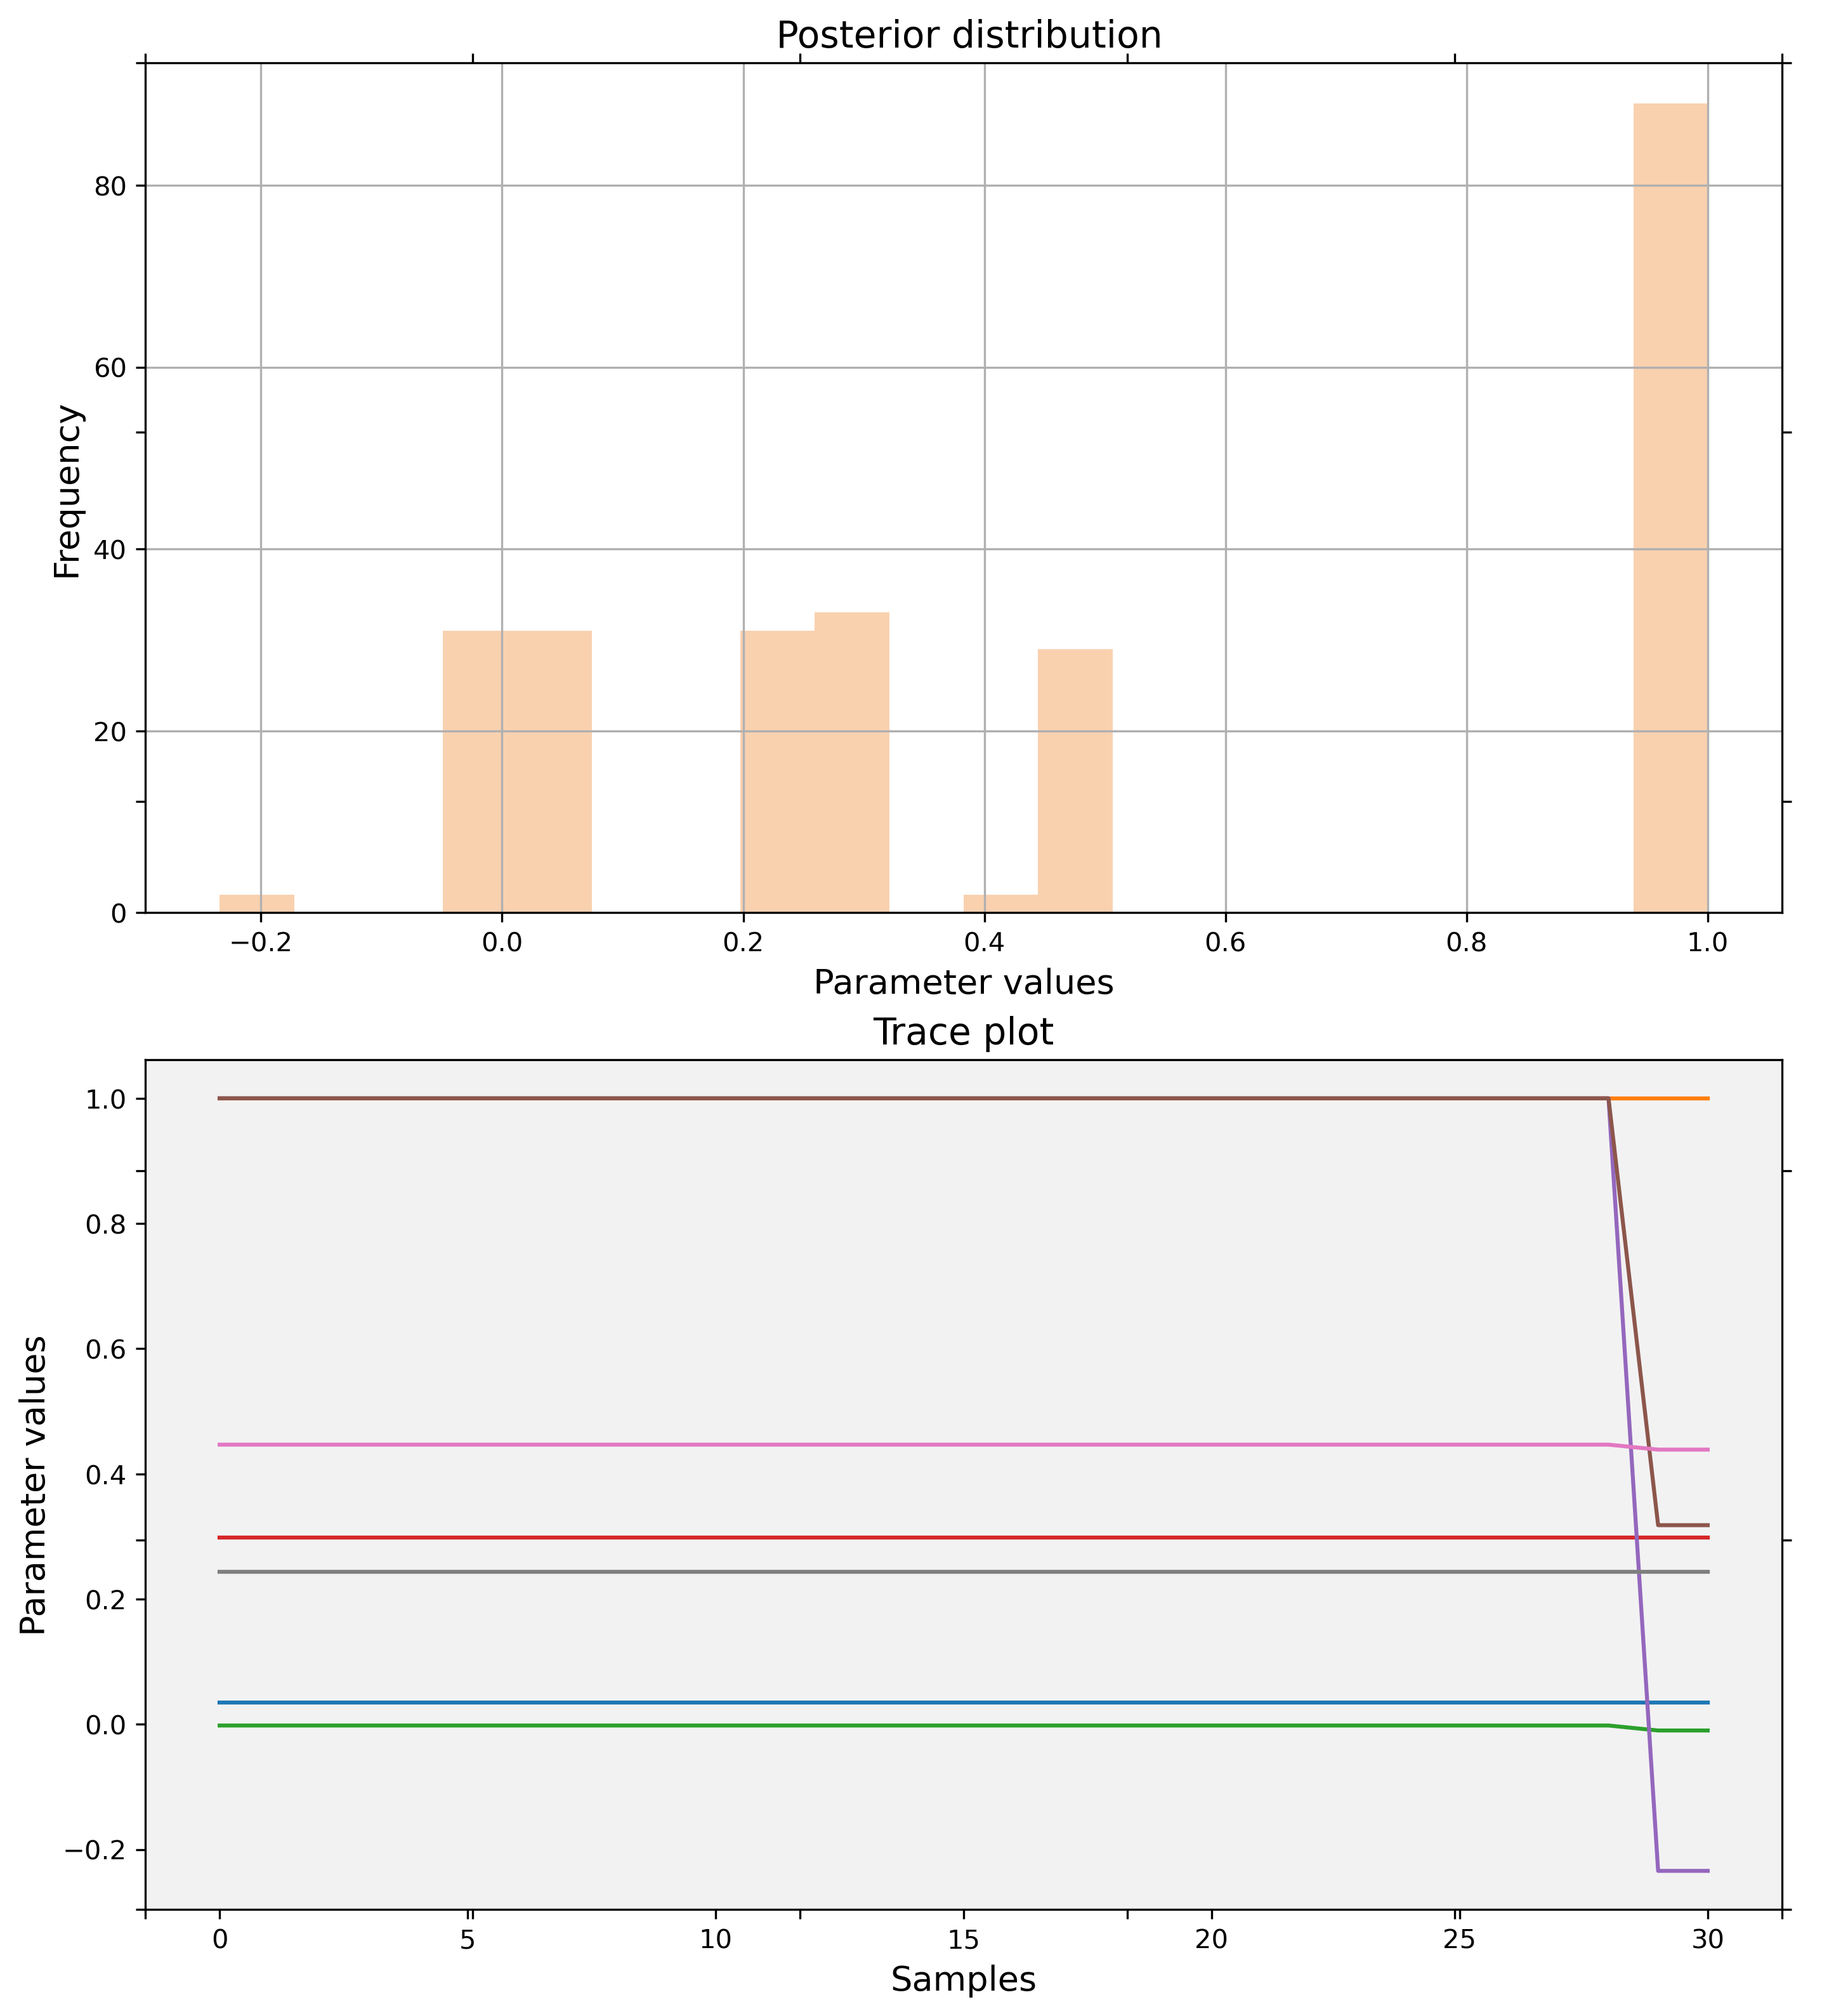 Posterior distribution
80
60
40
20
0
Frequency
−0.2 0.0 0.2 0.4 0.6 0.8 1.0
Parameter values
Trace plot
1.0
0.8
0.6
0.4
0.2
0.0
−0.2
Parameter values
0 5 10 15 20 25 30
Samples